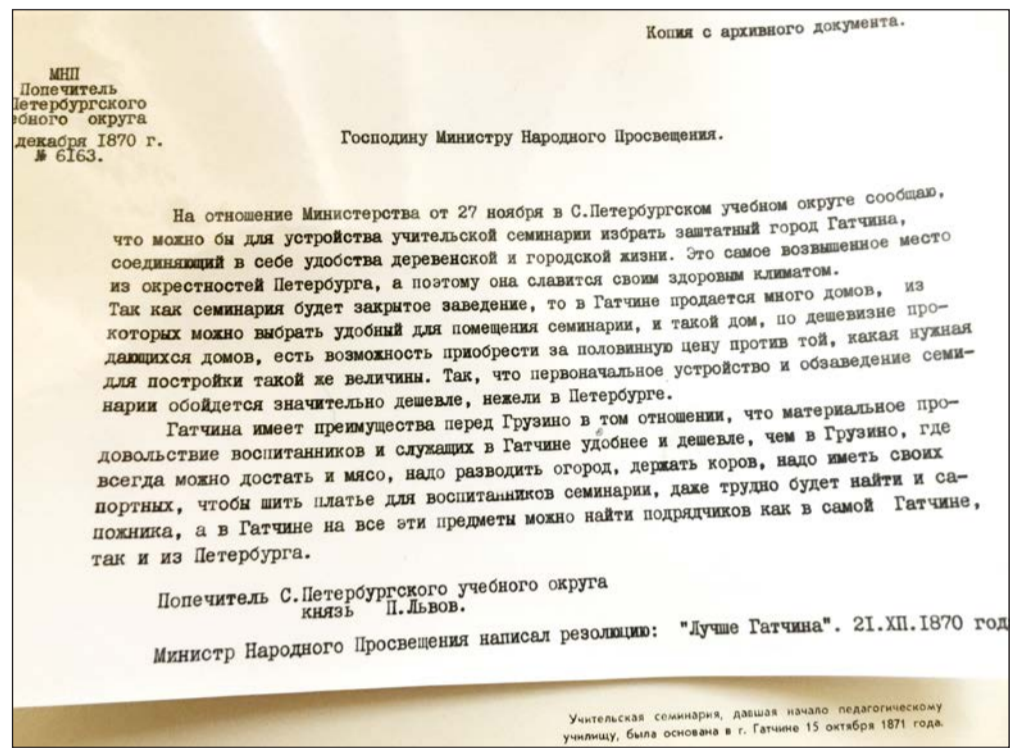 Копия с архивного документа.
МНП
Попечитель
Петербургского
ебного округа
декабря 1870 г.
№ 6163.
Господину Министру Народного Просвещения.
На отношение Министерства от 27 ноября в С.Петербургском учебном округе сообщаю,
что можно бы для устройства учительской семинарии избрать заштатный город Гатчина,
соединяющий в себе удобства деревенской и городской жизни. Это самое возвышенное место
из окрестностей Петербурга, а поэтому она славится своим здоровым климатом.
Так как семинария будет закрытое заведение, то в Гатчине продается много домов, из
которых можно выбрать удобный для помещения семинарии, и такой дом, по дешевизне про-
дающихся домов, есть возможность приобрести за половинную цену против той, какая нужная
для постройки такой же величины. Так, что первоначальное устройство и обзаведение семи-
нарии обойдется значительно дешевле, нежели в Петербурге.
Гатчина имеет преимущества перед Грузино в том отношении, что материальное про-
довольствие воспитанников и служащих в Гатчине удобнее и дешевле, чем в Грузино, где
всегда можно достать и мясо, надо разводить огород, держать коров, надо иметь своих
портных, чтобы шить платье для воспитанников семинарии, даже трудно будет найти и са-
пожника, а в Гатчине на все эти предметы можно найти подрядчиков как в самой Гатчине,
так и из Петербурга.
Попечитель С.Петербургского учебного округа
князь П.Львов.
Министр Народного Просвещения написал резолюцию: "Лучше Гатчина". 21.XII.1870 год
Учительская семинария, давшая начало педагогическому
училищу, была основана в г. Гатчине 15 октября 1871 года.